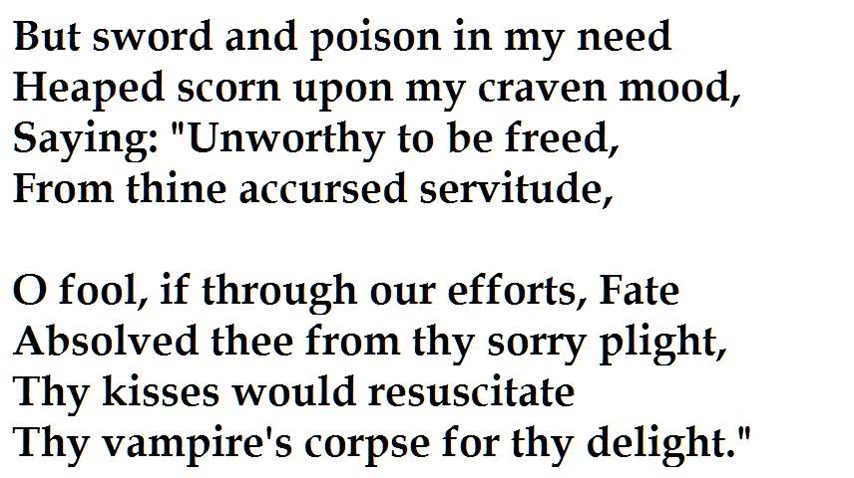 But sword and poison in my need
Heaped scorn upon my craven mood,
Saying: "Unworthy to be freed,
From thine accursed servitude,

O fool, if through our efforts, Fate
Absolved thee from thy sorry plight,
Thy kisses would resuscitate
Thy vampire's corpse for thy delight."